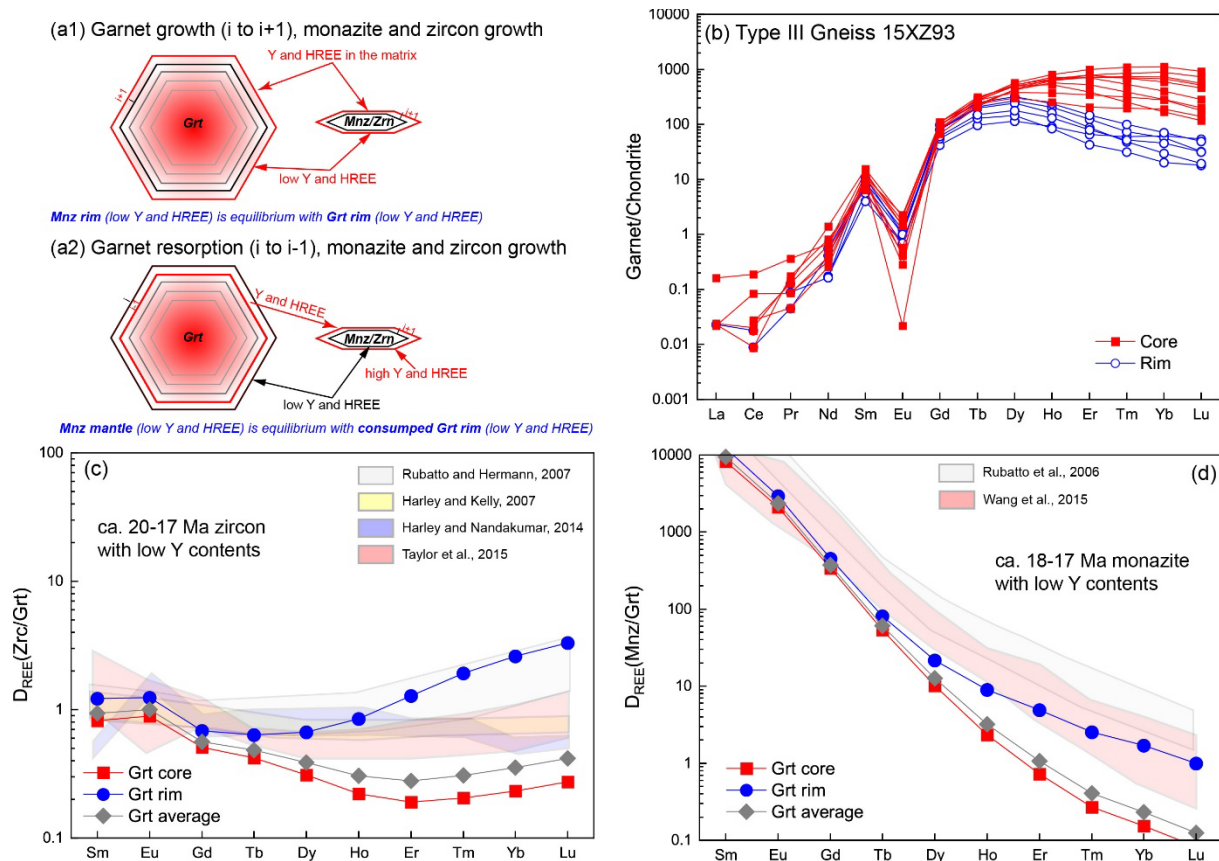 (a1) Garnet growth (i to i+1), monazite and zircon growth
Y and HREE in the matrix
i+1
Grt
i+1
Mnz/Zrn
low Y and HREE
Mnz rim (low Y and HREE) is equilibrium with Grt rim (low Y and HREE)
(a2) Garnet resorption (i to i-1), monazite and zircon growth
i-1
Y and HREE
Grt
i+1
Mnz/Zrn
high Y and HREE
low Y and HREE
Mnz mantle (low Y and HREE) is equilibrium with consumped Grt rim (low Y and HREE)
(b) Type III Gneiss 15XZ93
Garnet/Chondrite
10000
1000
100
10
1
0.1
0.01
0.001
Core
Rim
La Ce Pr Nd Sm Eu Gd Tb Dy Ho Er Tm Yb Lu
(c)
ca. 20-17 Ma zircon
with low Y contents
Rubatto and Hermann, 2007
Harley and Kelly, 2007
Harley and Nandakumar, 2014
Taylor et al., 2015
DREE(Zrc/Grt)
100
10
1
0.1
Grt core
Grt rim
Grt average
Sm Eu Gd Tb Dy Ho Er Tm Yb Lu
(d)
Rubatto et al., 2006
Wang et al., 2015
ca. 18-17 Ma monazite
with low Y contents
DREE(Mnz/Grt)
10000
1000
100
10
1
0.1
Grt core
Grt rim
Grt average
Sm Eu Gd Tb Dy Ho Er Tm Yb Lu